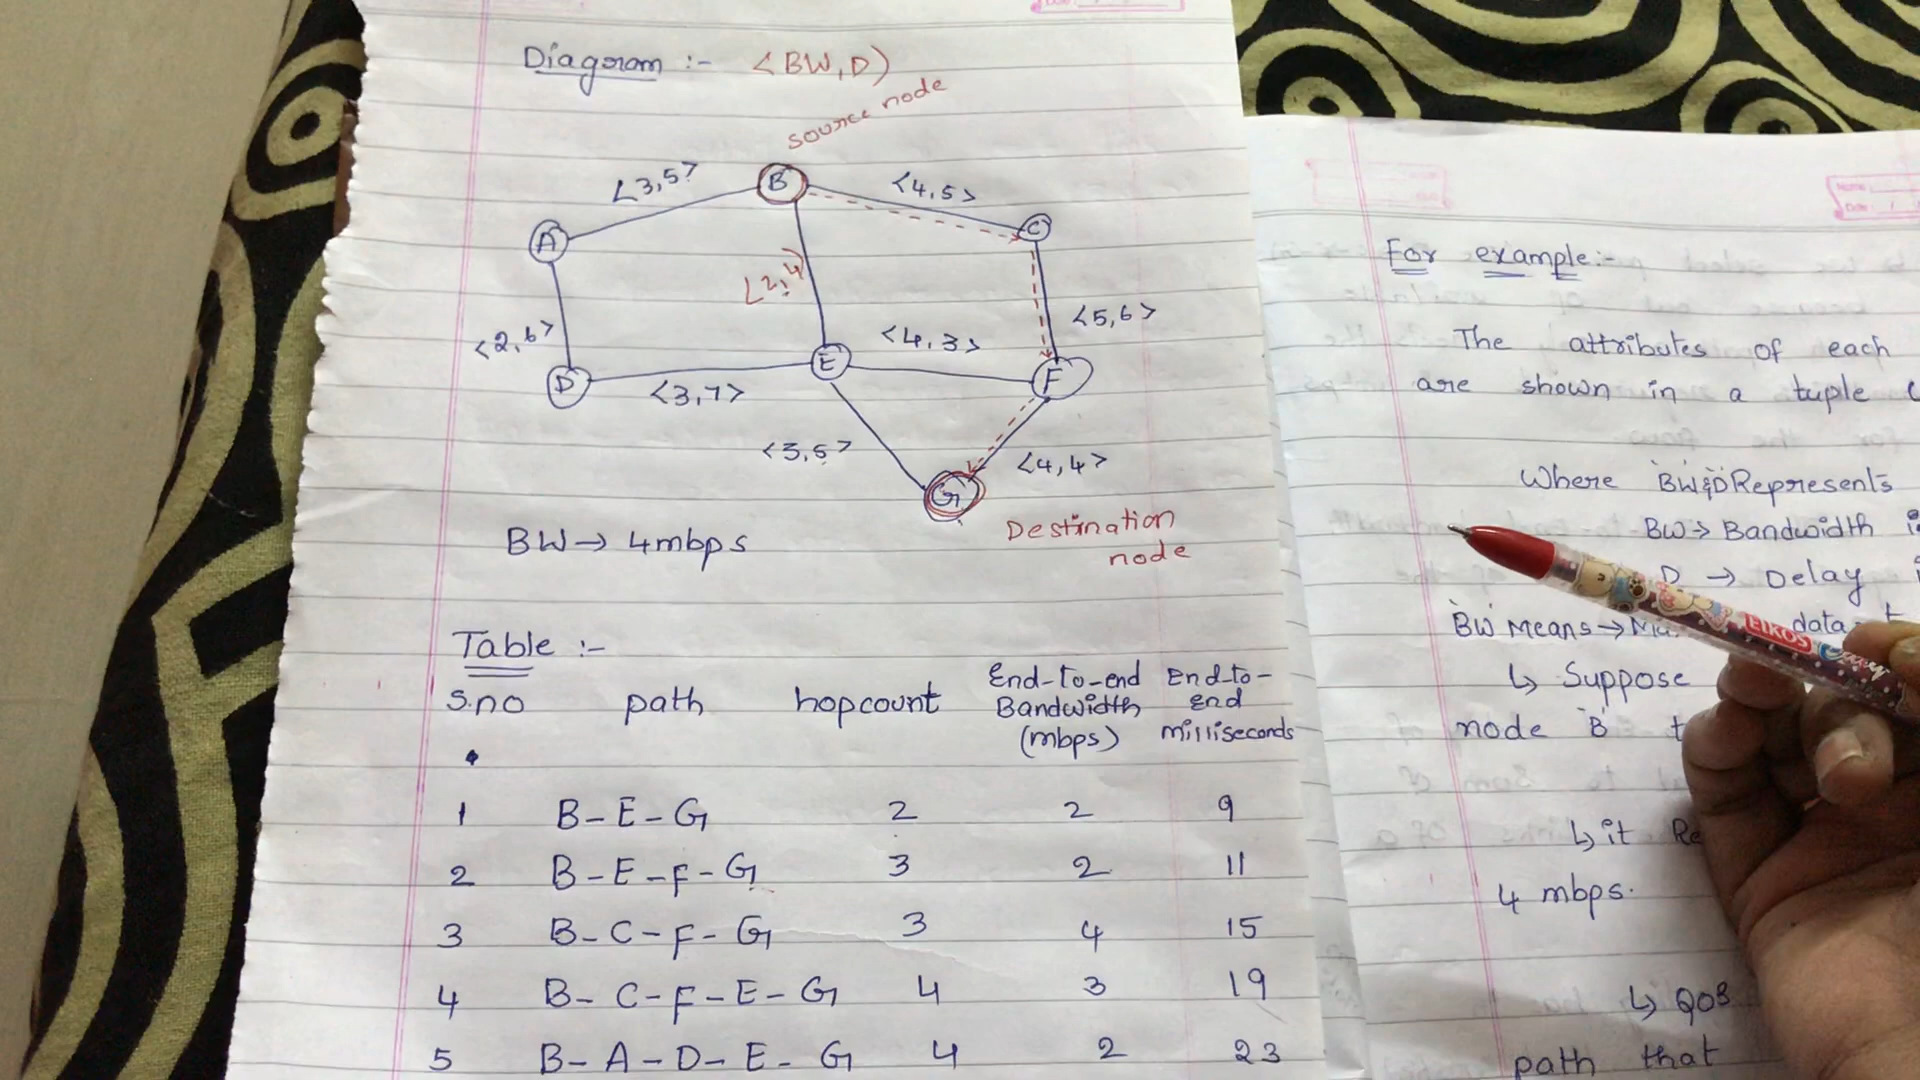 Diagram :- <BW,D)
source node
B
<3,5>
<4,5>
A
C
<2,4)
<2,6>
<4,3>
<5,6>
E
D
F
<3,7>
<3,5>
<4,4>
G
BW → 4mbps
Destination
node
Table :-
s.no path hopcount End-to-end Bandwidth (mbps) End-to-end milliseconds
1 B-E-G 2 2 9
2 B-E-F-G 3 2 11
3 B-C-F-G 3 4 15
4 B-C-F-E-G 4 3 19
5 B-A-D-E-G 4 2 23
For example:-
The attributes of each
are shown in a tuple
Where BW&D Represents
BW → Bandwidth
D → Delay
BW Means →
data
↳ Suppose
node B
↳ it
4 mbps.
↳ QOS
path that
EIKOS